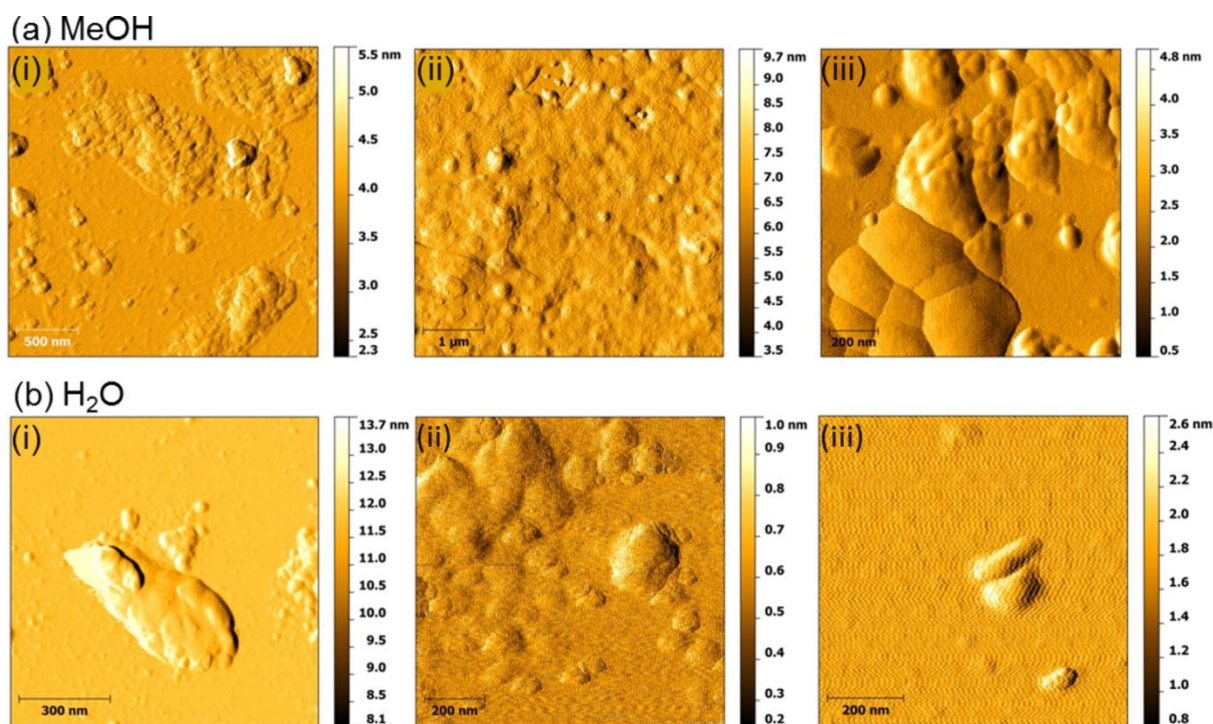 (a) MeOH
(i)
5.5 nm
5.0
4.5
4.0
3.5
3.0
2.5
2.3
500 nm
(ii)
9.7 nm
9.0
8.5
8.0
7.5
7.0
6.5
6.0
5.5
5.0
4.5
4.0
3.5
1 µm
(iii)
4.8 nm
4.0
3.5
3.0
2.5
2.0
1.5
1.0
0.5
200 nm
(b) H₂O
(i)
13.7 nm
13.0
12.5
12.0
11.5
11.0
10.5
10.0
9.5
9.0
8.5
8.1
300 nm
(ii)
1.0 nm
0.9
0.8
0.7
0.6
0.5
0.4
0.3
0.2
200 nm
(iii)
2.6 nm
2.4
2.2
2.0
1.8
1.6
1.4
1.2
1.0
0.8
200 nm